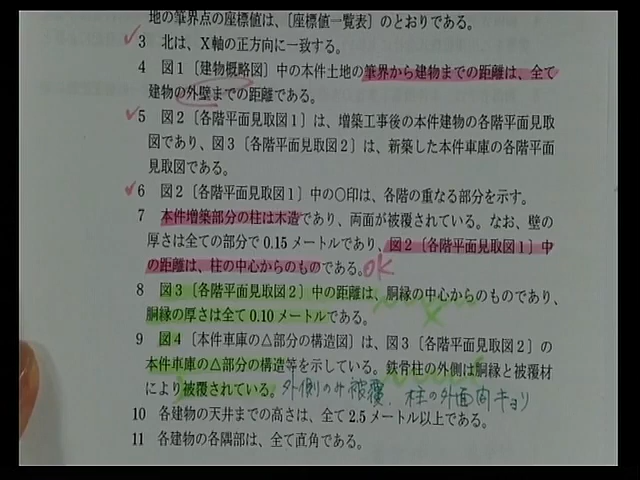 地の筆界点の座標値は、〔座標値一覧表〕のとおりである。
3 北は、X軸の正方向に一致する。
4 図1〔建物概略図〕中の本件土地の筆界から建物までの距離は、全て
建物の外壁までの距離である。
5 図2〔各階平面見取図1〕は、増築工事後の本件建物の各階平面見取
図であり、図3〔各階平面見取図2〕は、新築した本件車庫の各階平面
見取図である。
6 図2〔各階平面見取図1〕中の〇印は、各階の重なる部分を示す。
7 本件増築部分の柱は木造であり、両面が被覆されている。なお、壁の
厚さは全ての部分で0.15メートルであり、図2〔各階平面見取図1〕中
の距離は、柱の中心からのものである。OK
8 図3〔各階平面見取図2〕中の距離は、胴縁の中心からのものであり、
胴縁の厚さは全て0.10メートルである。
9 図4〔本件車庫の△部分の構造図〕は、図3〔各階平面見取図2〕の
本件車庫の△部分の構造等を示している。鉄骨柱の外側は胴縁と被覆材
により被覆されている。外側のみ被覆、柱の外面間キョリ
10 各建物の天井までの高さは、全て2.5メートル以上である。
11 各建物の各隅部は、全て直角である。